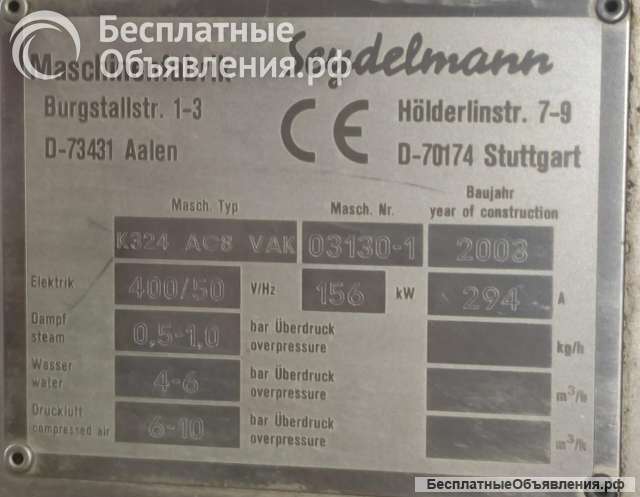 Бесплатные
Объявления.рф
Maschinenfabrik Seydelmann
Burgstallstr. 1-3
D-73431 Aalen
CE
Hölderlinstr. 7-9
D-70174 Stuttgart
Masch. Typ
Masch. Nr.
Baujahr
year of construction
K324 AC8 VAK
03130-1
2003
Elektrik
400/50
V/Hz
156
kW
294
A
Dampf
steam
0,5-1,0
bar Überdruck
overpressure
kg/h
Wasser
water
4-6
bar Überdruck
overpressure
m³/h
Druckluft
compressed air
6-10
bar Überdruck
overpressure
m³/h
БесплатныеОбъявления.рф